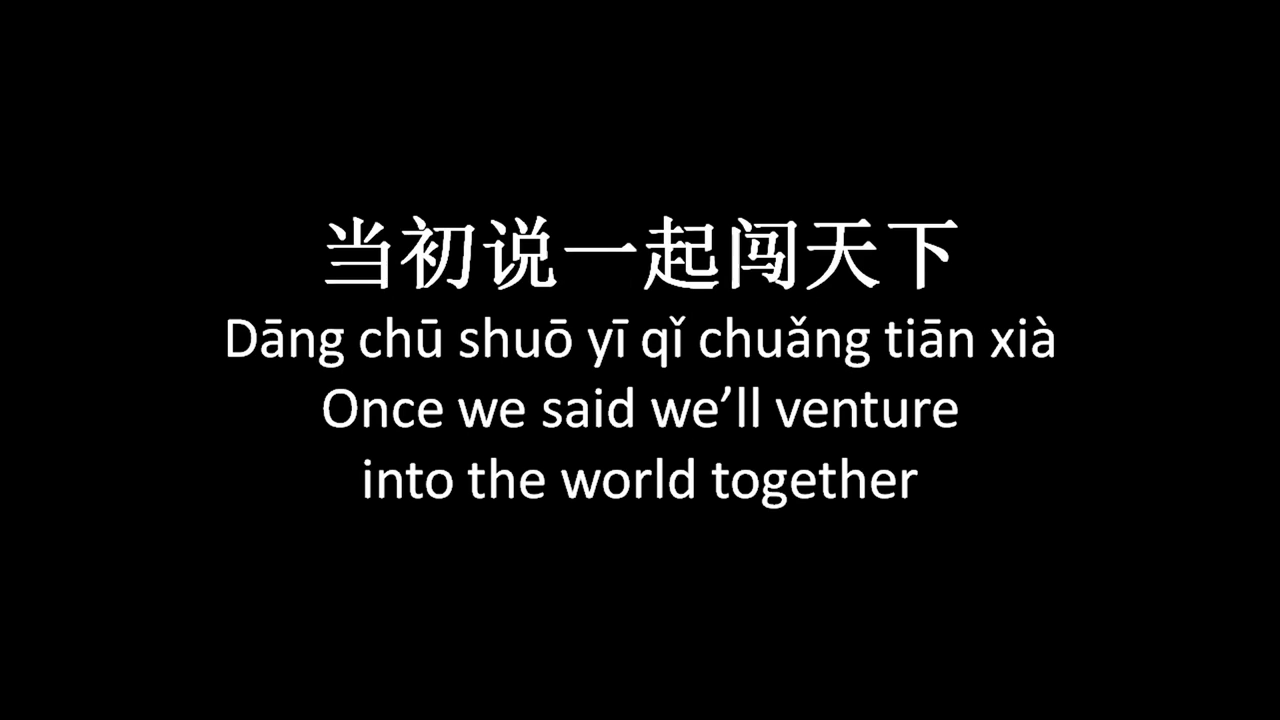 当初说一起闯天下
Dāng chū shuō yī qǐ chuǎng tiān xià
Once we said we’ll venture
into the world together